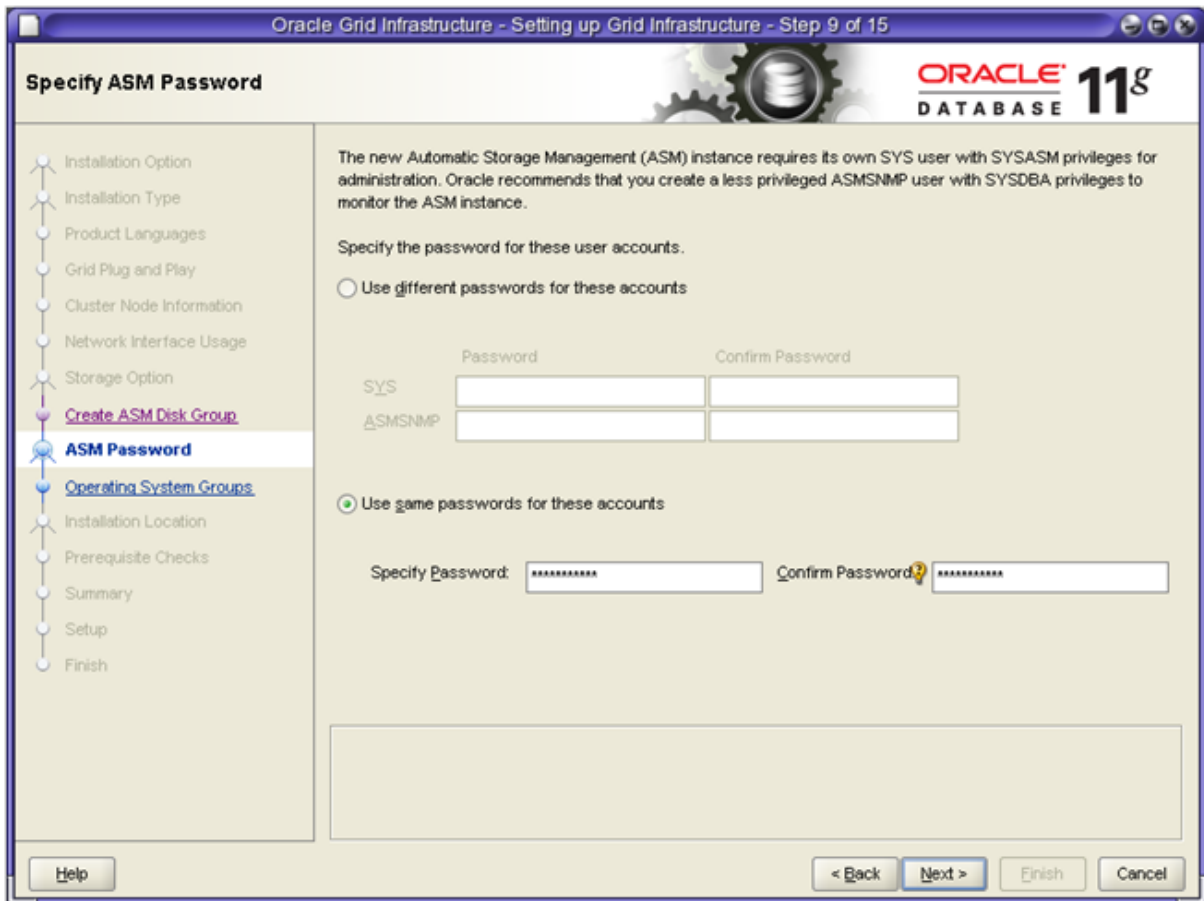 Oracle Grid Infrastructure - Setting up Grid Infrastructure - Step 9 of 15
Specify ASM Password
ORACLE
DATABASE
11g
Installation Option
Installation Type
Product Languages
Grid Plug and Play
Cluster Node Information
Network Interface Usage
Storage Option
Create ASM Disk Group
ASM Password
Operating System Groups
Installation Location
Prerequisite Checks
Summary
Setup
Finish
The new Automatic Storage Management (ASM) instance requires its own SYS user with SYSASM privileges for
administration. Oracle recommends that you create a less privileged ASMSNMP user with SYSDBA privileges to
monitor the ASM instance.
Specify the password for these user accounts.
Use different passwords for these accounts
Password Confirm Password
SYS
ASMSNMP
Use same passwords for these accounts
Specify Password: *********** Confirm Password ***********
Help < Back Next > Finish Cancel